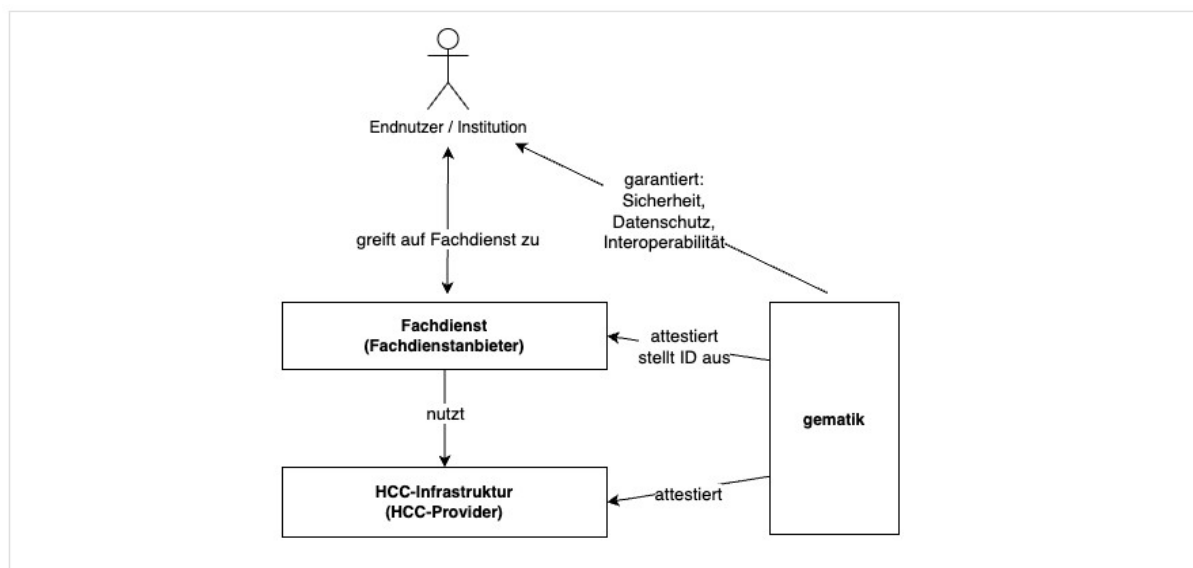 Endnutzer / Institution
garantiert:
Sicherheit,
Datenschutz,
Interoperabilität
greift auf Fachdienst zu
Fachdienst
(Fachdienstanbieter)
attestiert
stellt ID aus
nutzt
gematik
HCC-Infrastruktur
(HCC-Provider)
attestiert